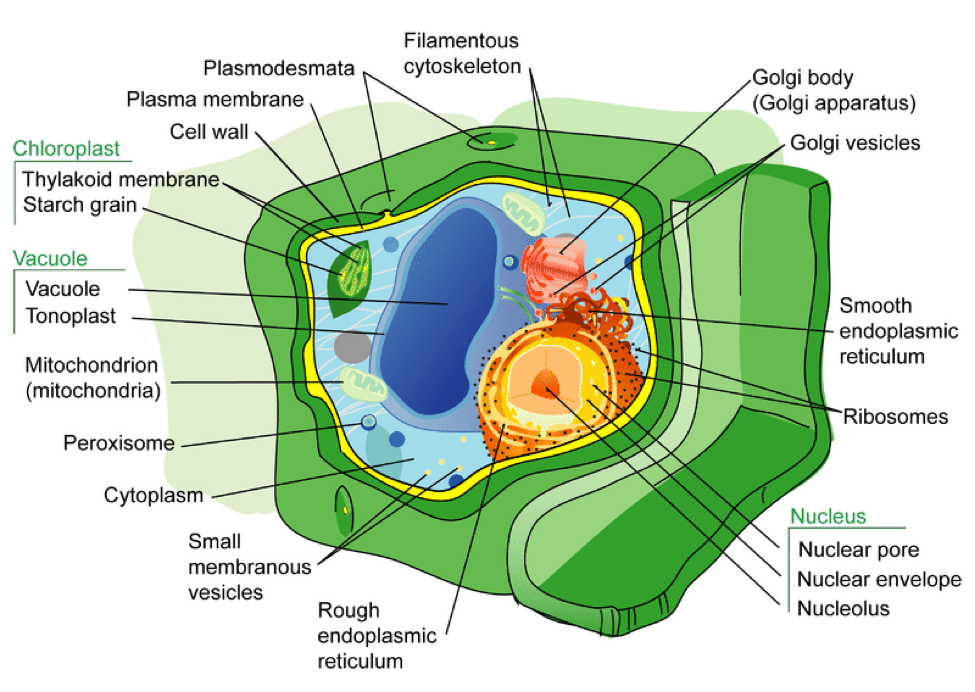 Filamentous
cytoskeleton
Plasmodesmata
Plasma membrane
Cell wall
Chloroplast
Thylakoid membrane
Starch grain
Vacuole
Vacuole
Tonoplast
Mitochondrion
(mitochondria)
Peroxisome
Cytoplasm
Small
membranous
vesicles
Rough
endoplasmic
reticulum
Golgi body
(Golgi apparatus)
Golgi vesicles
Smooth
endoplasmic
reticulum
Ribosomes
Nucleus
Nuclear pore
Nuclear envelope
Nucleolus